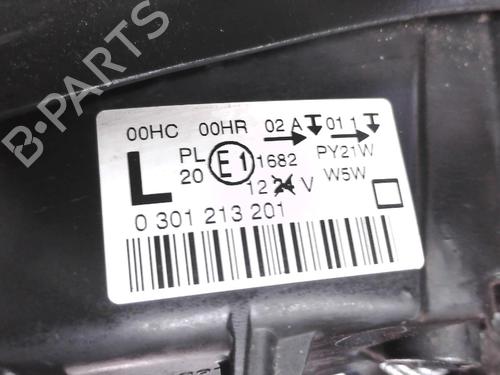 B-PARTS
00HC 00HR 02 A 01 1
L PL E1 1682 PY21W
20 12 24 V W5W
0 301 213 201